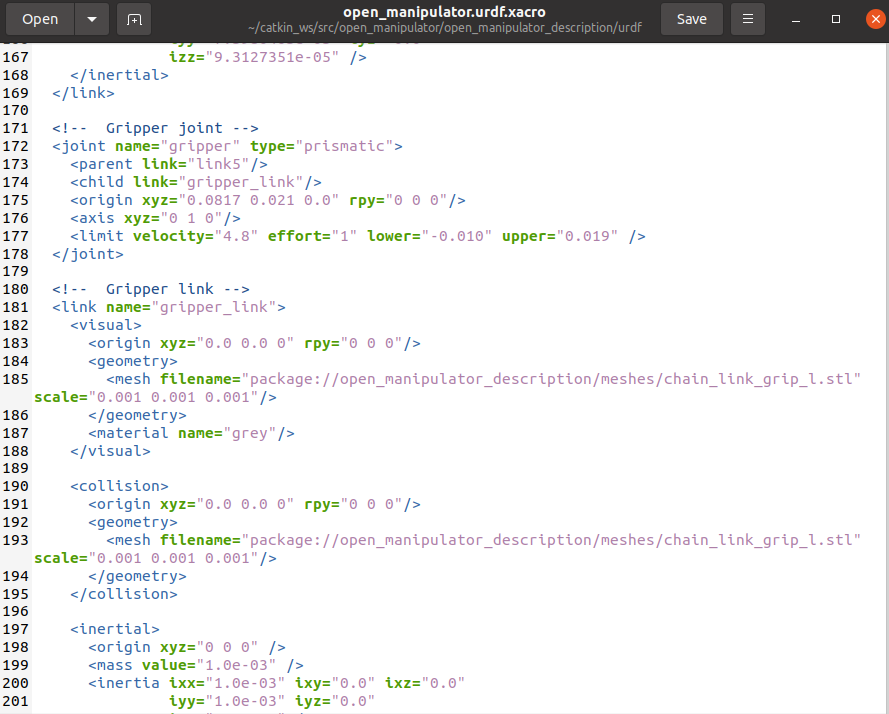 Open
open_manipulator.urdf.xacro
~/catkin_ws/src/open_manipulator/open_manipulator_description/urdf
Save
167 izz="9.3127351e-05" />
168 </inertial>
169 </link>
170
171 <!--  Gripper joint -->
172 <joint name="gripper" type="prismatic">
173 <parent link="link5"/>
174 <child link="gripper_link"/>
175 <origin xyz="0.0817 0.021 0.0" rpy="0 0 0"/>
176 <axis xyz="0 1 0"/>
177 <limit velocity="4.8" effort="1" lower="-0.010" upper="0.019" />
178 </joint>
179
180 <!--  Gripper link -->
181 <link name="gripper_link">
182 <visual>
183 <origin xyz="0.0 0.0 0" rpy="0 0 0"/>
184 <geometry>
185 <mesh filename="package://open_manipulator_description/meshes/chain_link_grip_l.stl"
scale="0.001 0.001 0.001"/>
186 </geometry>
187 <material name="grey"/>
188 </visual>
189
190 <collision>
191 <origin xyz="0.0 0.0 0" rpy="0 0 0"/>
192 <geometry>
193 <mesh filename="package://open_manipulator_description/meshes/chain_link_grip_l.stl"
scale="0.001 0.001 0.001"/>
194 </geometry>
195 </collision>
196
197 <inertial>
198 <origin xyz="0 0 0" />
199 <mass value="1.0e-03" />
200 <inertia ixx="1.0e-03" ixy="0.0" ixz="0.0"
201 iyy="1.0e-03" iyz="0.0"